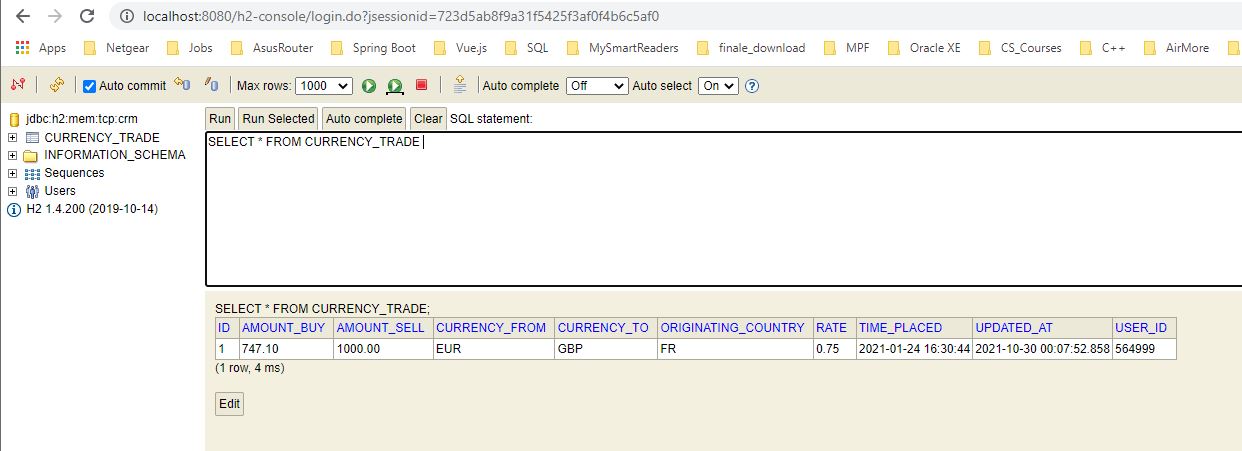 localhost:8080/h2-console/login.do?jsessionid=723d5ab8f9a31f5425f3af0f4b6c5af0
Apps Netgear Jobs AsusRouter Spring Boot Vue.js SQL MySmartReaders finale_download MPF Oracle XE CS_Courses C++ AirMore
Auto commit Max rows: 1000 Auto complete Off Auto select On ?
jdbc:h2:mem:tcp:crm
CURRENCY_TRADE
INFORMATION_SCHEMA
Sequences
Users
H2 1.4.200 (2019-10-14)
Run Run Selected Auto complete Clear SQL statement:
SELECT * FROM CURRENCY_TRADE
SELECT * FROM CURRENCY_TRADE;
ID AMOUNT_BUY AMOUNT_SELL CURRENCY_FROM CURRENCY_TO ORIGINATING_COUNTRY RATE TIME_PLACED UPDATED_AT USER_ID
1 747.10 1000.00 EUR GBP FR 0.75 2021-01-24 16:30:44 2021-10-30 00:07:52.858 564999
(1 row, 4 ms)
Edit